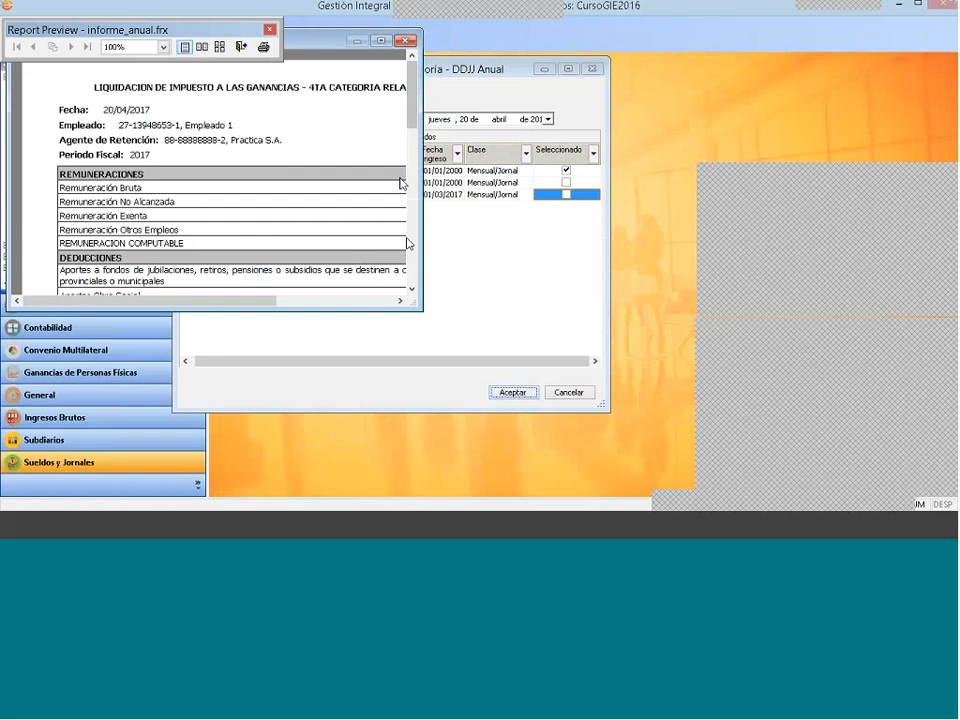 Gestión Integral
os: CursoGIE2016
Report Preview - informe_anual.frx
100%
LIQUIDACION DE IMPUESTO A LAS GANANCIAS - 4TA CATEGORIA RELA
Fecha: 20/04/2017
Empleado: 27-13948653-1, Empleado 1
Agente de Retención: 88-88888888-2, Practica S.A.
Periodo Fiscal: 2017
REMUNERACIONES
Remuneración Bruta
Remuneración No Alcanzada
Remuneración Exenta
Remuneración Otros Empleos
REMUNERACION COMPUTABLE
DEDUCCIONES
Aportes a fondos de jubilaciones, retiros, pensiones o subsidios que se destinen a c
provinciales o municipales
oría - DDJJ Anual
jueves , 20 de abril de 201
dos
Fecha Ingreso Clase Seleccionado
01/01/2000 Mensual/Jornal
01/01/2000 Mensual/Jornal
01/03/2017 Mensual/Jornal
Aceptar Cancelar
Contabilidad
Convenio Multilateral
Ganancias de Personas Físicas
General
Ingresos Brutos
Subdiarios
Sueldos y Jornales
IM DESP